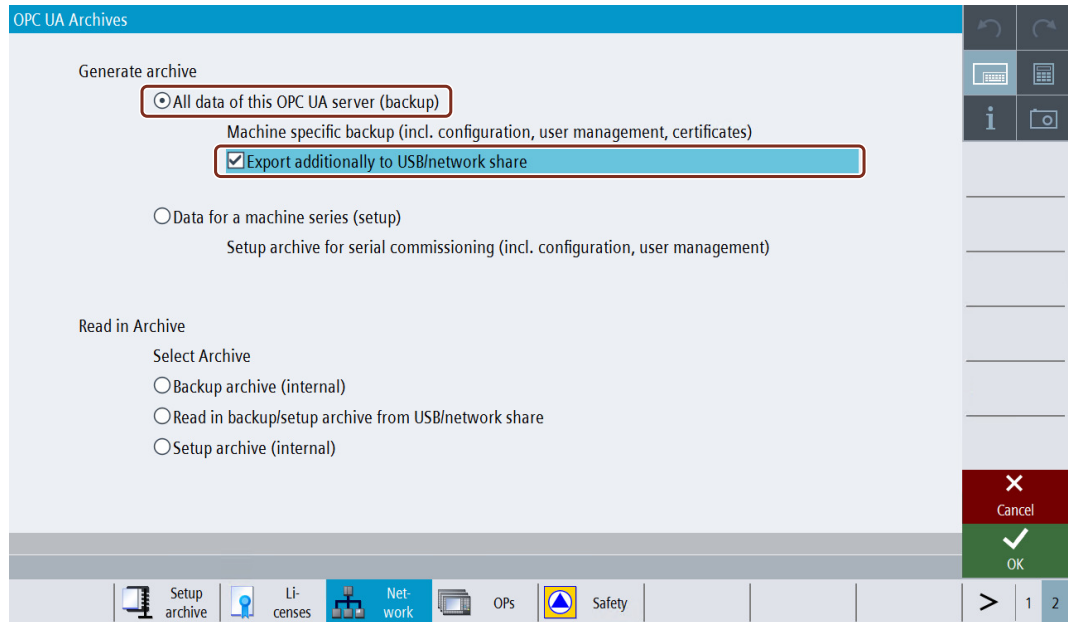 OPC UA Archives
Generate archive
All data of this OPC UA server (backup)
Machine specific backup (incl. configuration, user management, certificates)
Export additionally to USB/network share
Data for a machine series (setup)
Setup archive for serial commissioning (incl. configuration, user management)
Read in Archive
Select Archive
Backup archive (internal)
Read in backup/setup archive from USB/network share
Setup archive (internal)
Cancel
OK
Setup
archive
Li-
censes
Net-
work
OPs
Safety
> 1 2